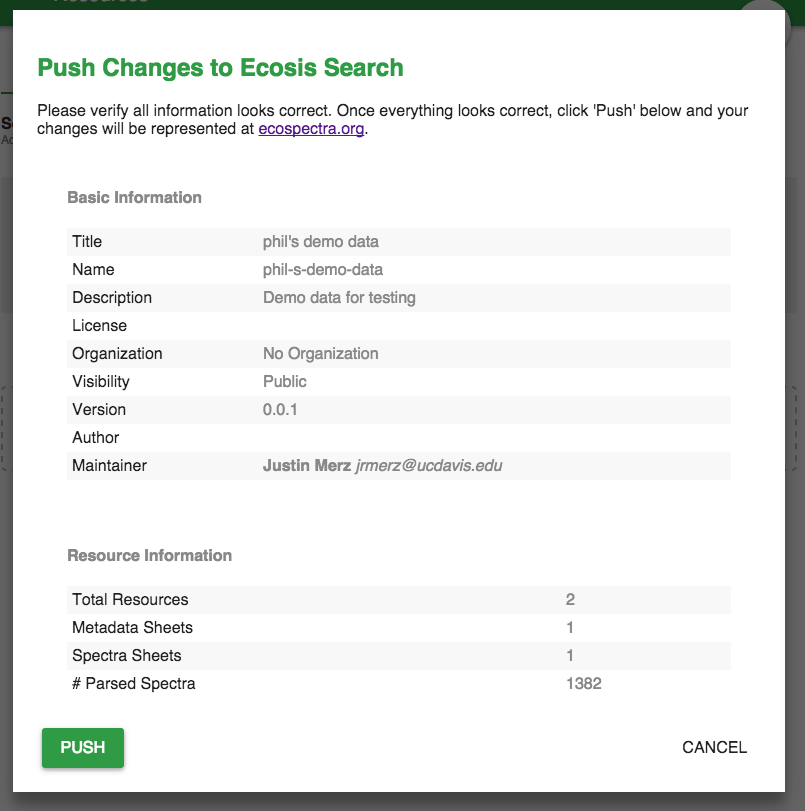 Push Changes to Ecosis Search
Please verify all information looks correct. Once everything looks correct, click 'Push' below and your
changes will be represented at ecospectra.org.
Basic Information
Title phil's demo data
Name phil-s-demo-data
Description Demo data for testing
License
Organization No Organization
Visibility Public
Version 0.0.1
Author
Maintainer Justin Merz jrmerz@ucdavis.edu
Resource Information
Total Resources 2
Metadata Sheets 1
Spectra Sheets 1
# Parsed Spectra 1382
PUSH CANCEL